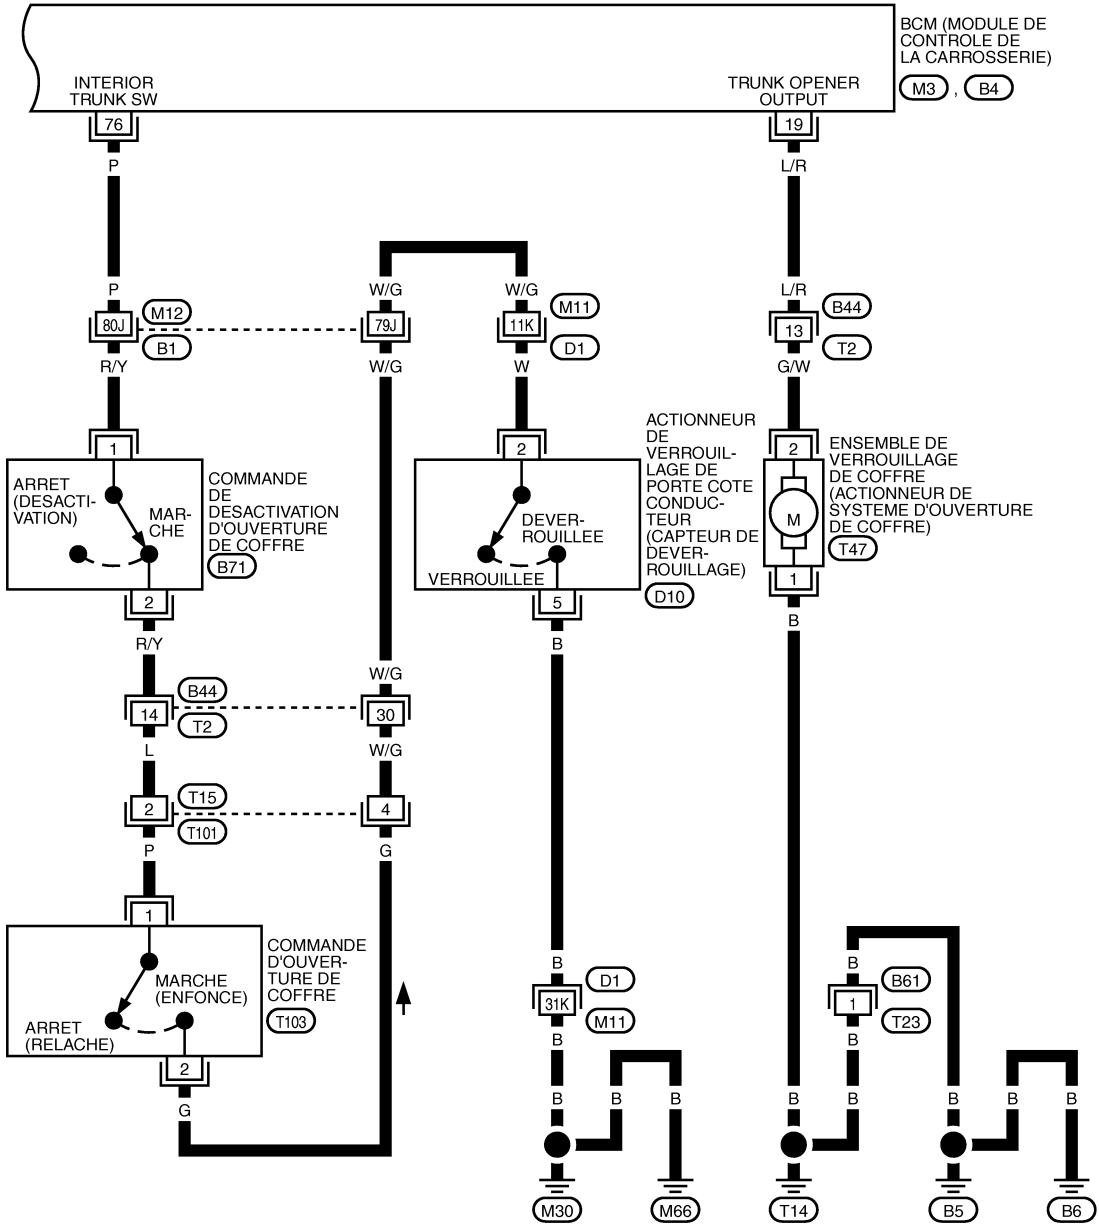 BCM (MODULE DE
CONTROLE DE
LA CARROSSERIE)
M3 , B4
INTERIOR
TRUNK SW
TRUNK OPENER
OUTPUT
76
19
P
L/R
P
W/G
W/G
L/R
M12
M11
B44
80J
79J
11K
13
B1
D1
T2
R/Y
W/G
W
G/W
1
2
2
ARRET
(DESACTI-
VATION)
MAR-
CHE
COMMANDE
DE
DESACTIVATION
D'OUVERTURE
DE COFFRE
B71
DEVER-
ROUILLEE
VERROUILLEE
ACTIONNEUR
DE
VERROUIL-
LAGE DE
PORTE COTE
CONDUC-
TEUR
(CAPTEUR DE
DEVER-
ROUILLAGE)
D10
M
ENSEMBLE DE
VERROUILLAGE
DE COFFRE
(ACTIONNEUR DE
SYSTEME D'OUVERTURE
DE COFFRE)
T47
2
5
1
R/Y
B
B
W/G
B44
14
30
T2
L
W/G
T15
2
4
T101
P
G
1
MARCHE
(ENFONCE)
ARRET
(RELACHE)
COMMANDE
D'OUVER-
TURE DE
COFFRE
T103
2
G
B
D1
31K
M11
B
B
B61
1
T23
B
B
B
B
B
B
B
B
B
M30
M66
T14
B5
B6